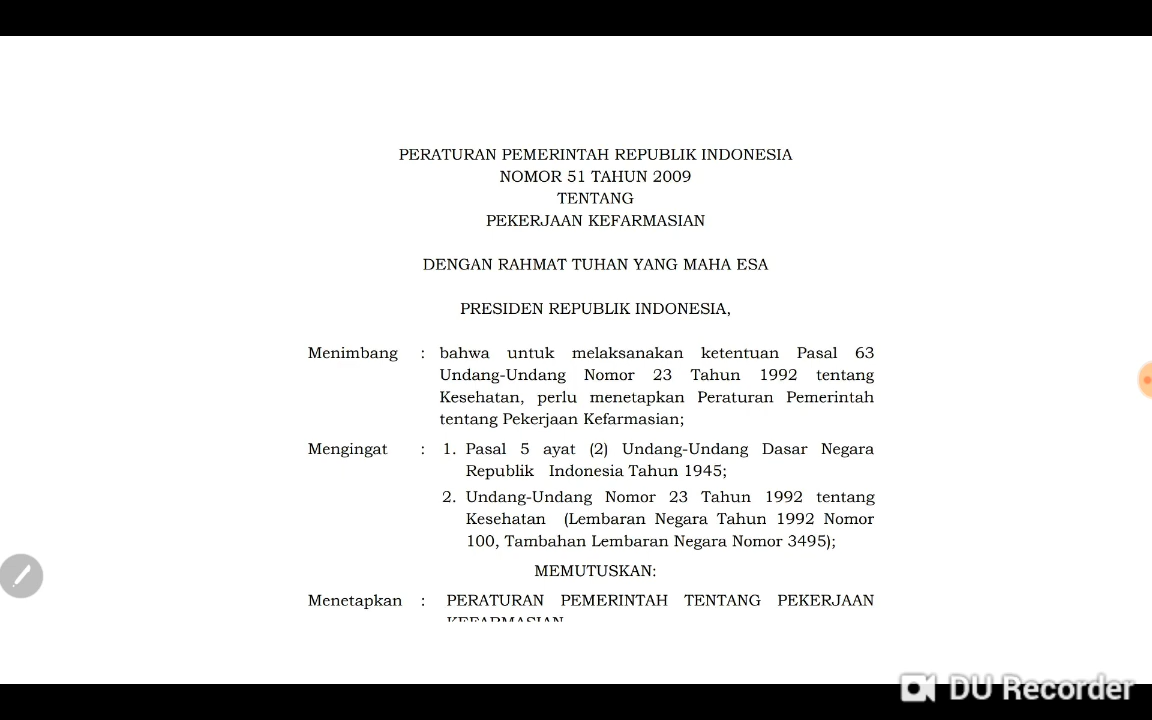 PERATURAN PEMERINTAH REPUBLIK INDONESIA
NOMOR 51 TAHUN 2009
TENTANG
PEKERJAAN KEFARMASIAN
DENGAN RAHMAT TUHAN YANG MAHA ESA
PRESIDEN REPUBLIK INDONESIA,
Menimbang : bahwa untuk melaksanakan ketentuan Pasal 63
Undang-Undang Nomor 23 Tahun 1992 tentang
Kesehatan, perlu menetapkan Peraturan Pemerintah
tentang Pekerjaan Kefarmasian;
Mengingat : 1. Pasal 5 ayat (2) Undang-Undang Dasar Negara
Republik Indonesia Tahun 1945;
2. Undang-Undang Nomor 23 Tahun 1992 tentang
Kesehatan (Lembaran Negara Tahun 1992 Nomor
100, Tambahan Lembaran Negara Nomor 3495);
MEMUTUSKAN:
Menetapkan : PERATURAN PEMERINTAH TENTANG PEKERJAAN
KEFARMASIAN
DU Recorder